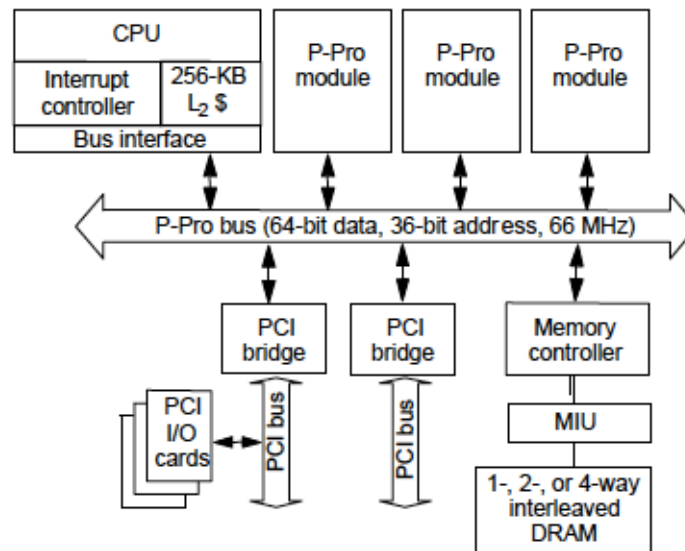 CPU
Interrupt
controller
256-KB
L2 $
Bus interface
P-Pro
module
P-Pro
module
P-Pro
module
P-Pro bus (64-bit data, 36-bit address, 66 MHz)
PCI
bridge
PCI
bridge
Memory
controller
PCI
I/O
cards
PCI bus
PCI bus
MIU
1-, 2-, or 4-way
interleaved
DRAM